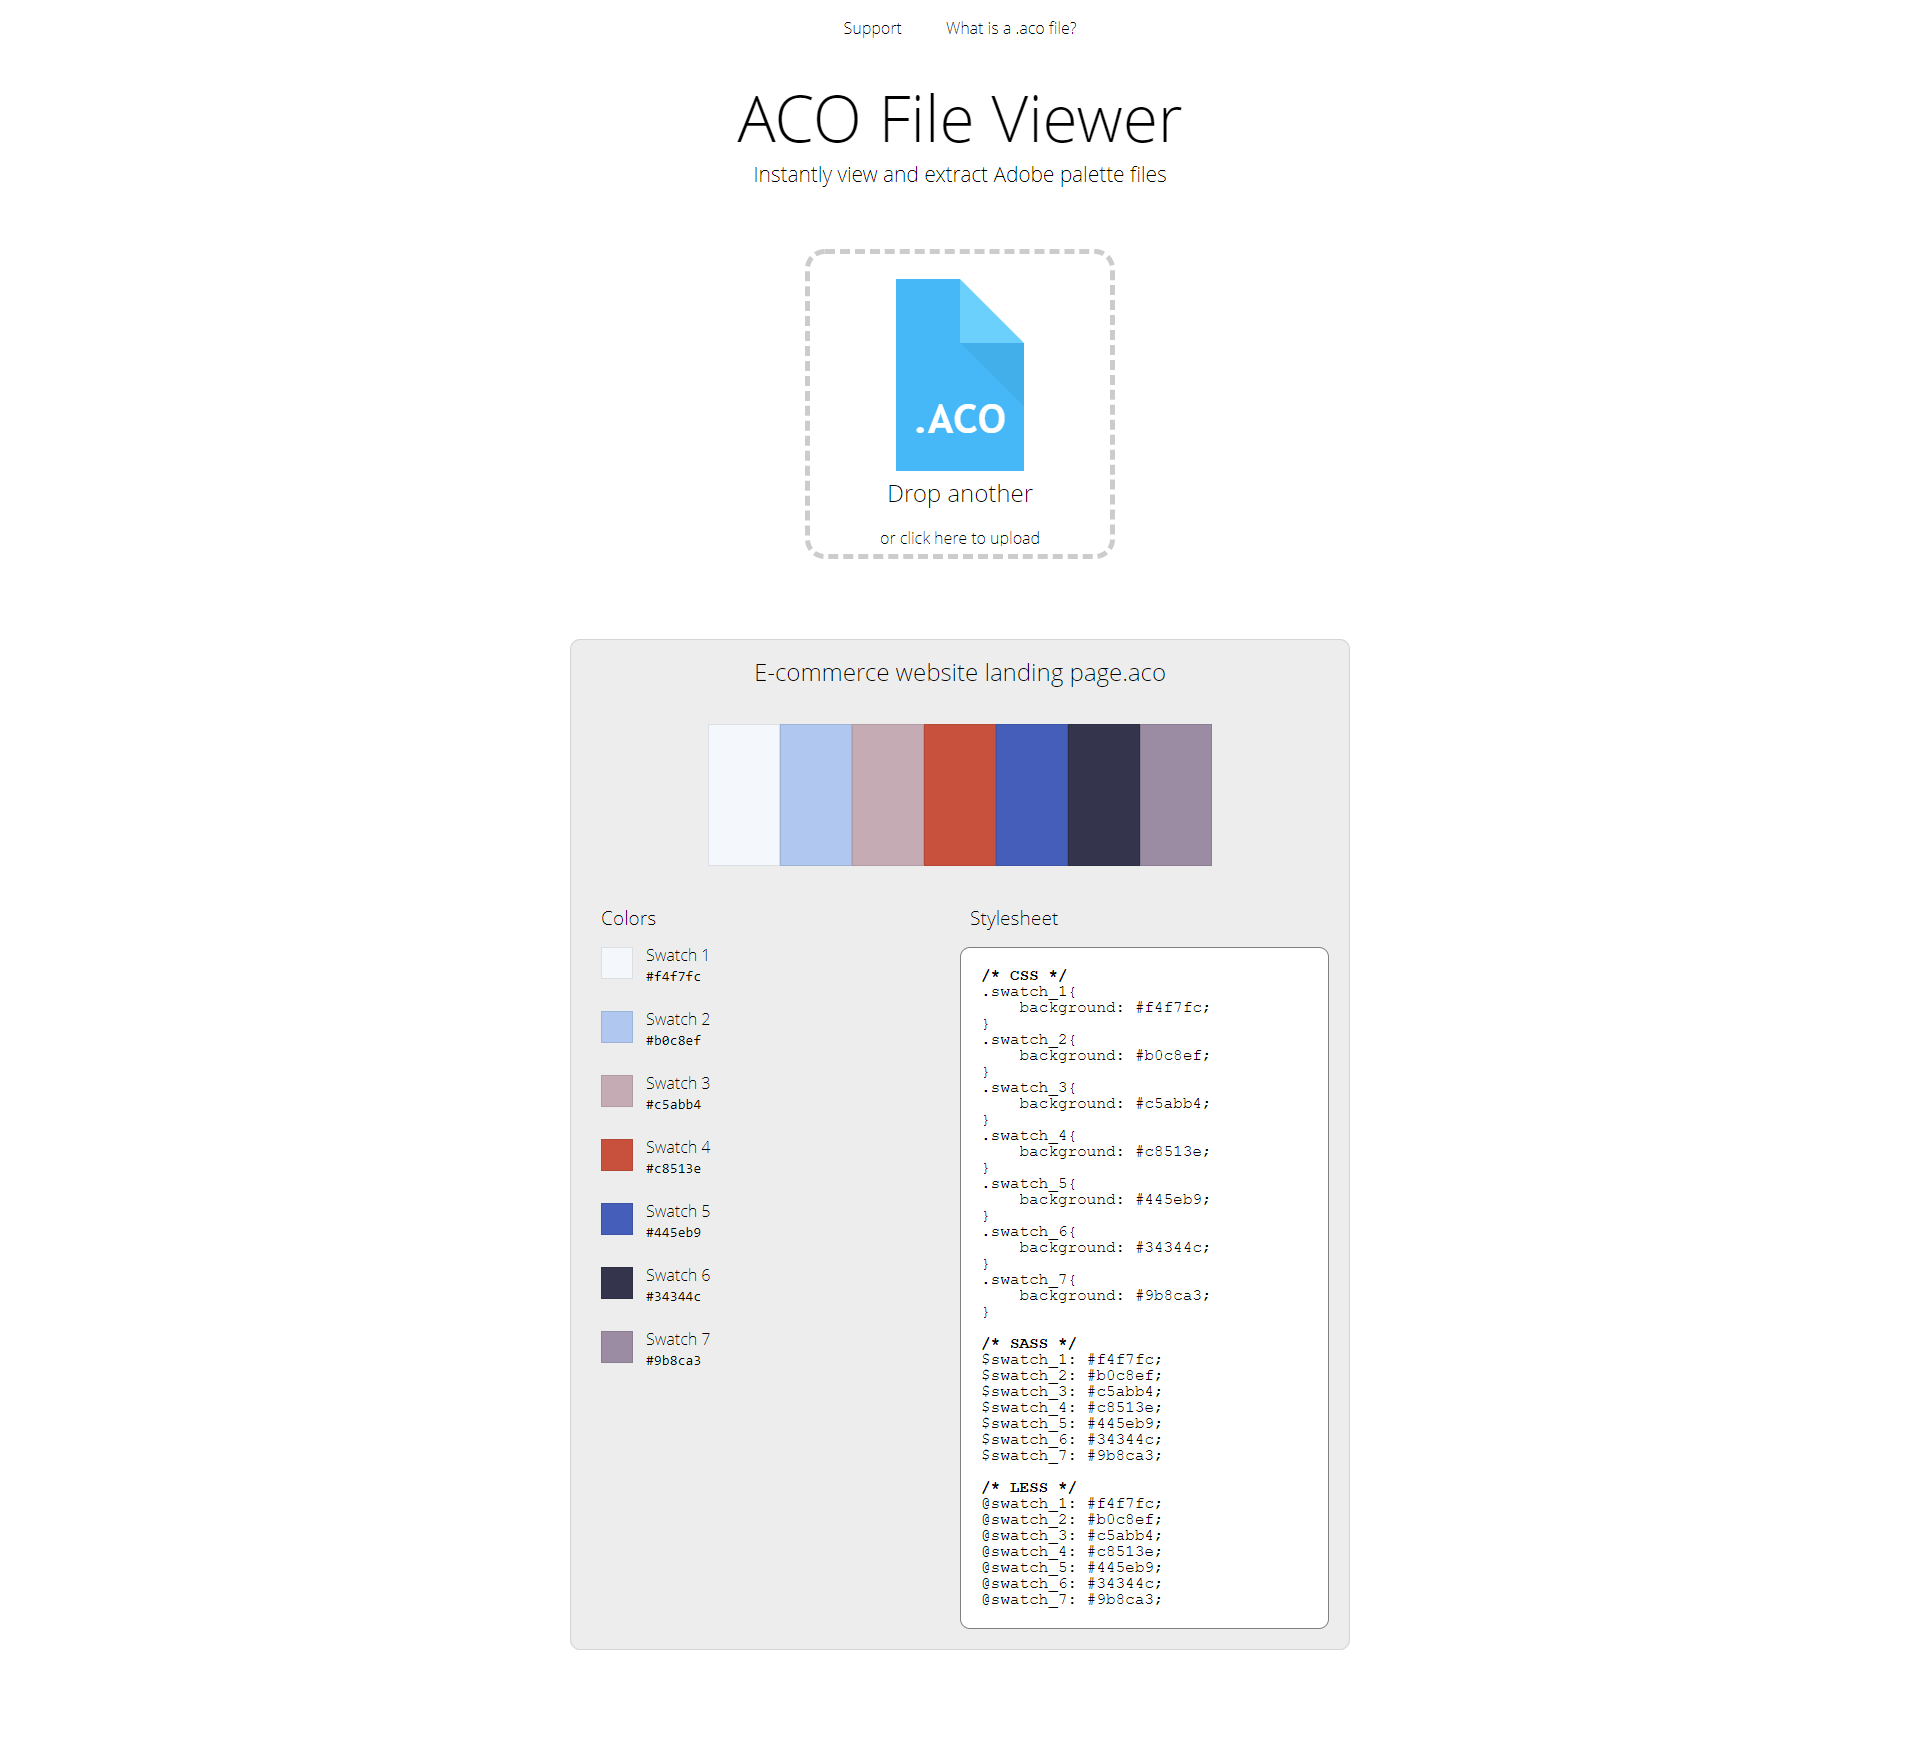 Support What is a .aco file?
ACO File Viewer
Instantly view and extract Adobe palette files
.ACO
Drop another
or click here to upload
E-commerce website landing page.aco
Colors
Swatch 1
#f4f7fc
Swatch 2
#b0c8ef
Swatch 3
#c5abb4
Swatch 4
#c8513e
Swatch 5
#445eb9
Swatch 6
#34344c
Swatch 7
#9b8ca3
Stylesheet
/* CSS */
.swatch_1{
    background: #f4f7fc;
}
.swatch_2{
    background: #b0c8ef;
}
.swatch_3{
    background: #c5abb4;
}
.swatch_4{
    background: #c8513e;
}
.swatch_5{
    background: #445eb9;
}
.swatch_6{
    background: #34344c;
}
.swatch_7{
    background: #9b8ca3;
}
/* SASS */
$swatch_1: #f4f7fc;
$swatch_2: #b0c8ef;
$swatch_3: #c5abb4;
$swatch_4: #c8513e;
$swatch_5: #445eb9;
$swatch_6: #34344c;
$swatch_7: #9b8ca3;
/* LESS */
@swatch_1: #f4f7fc;
@swatch_2: #b0c8ef;
@swatch_3: #c5abb4;
@swatch_4: #c8513e;
@swatch_5: #445eb9;
@swatch_6: #34344c;
@swatch_7: #9b8ca3;